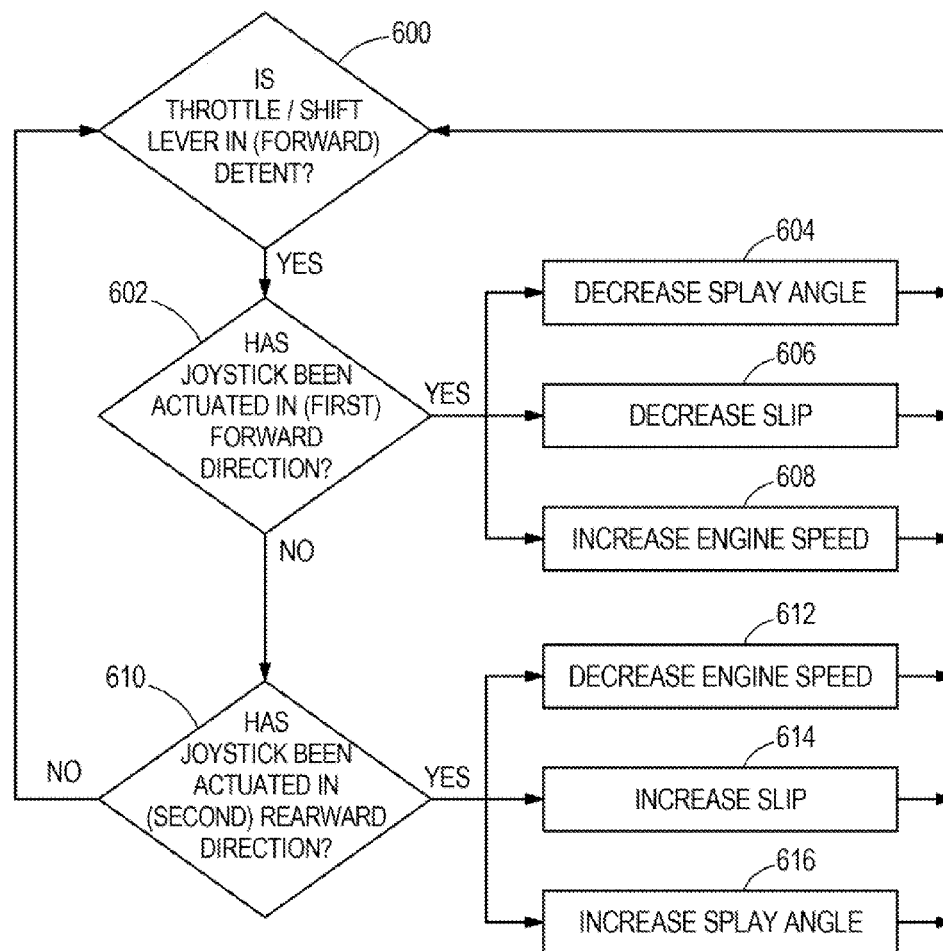 600
IS
THROTTLE / SHIFT
LEVER IN (FORWARD)
DETENT?
YES
602
HAS
JOYSTICK BEEN
ACTUATED IN (FIRST)
FORWARD
DIRECTION?
YES
NO
604
DECREASE SPLAY ANGLE
606
DECREASE SLIP
608
INCREASE ENGINE SPEED
610
HAS
JOYSTICK BEEN
ACTUATED IN
(SECOND) REARWARD
DIRECTION?
NO
YES
612
DECREASE ENGINE SPEED
614
INCREASE SLIP
616
INCREASE SPLAY ANGLE